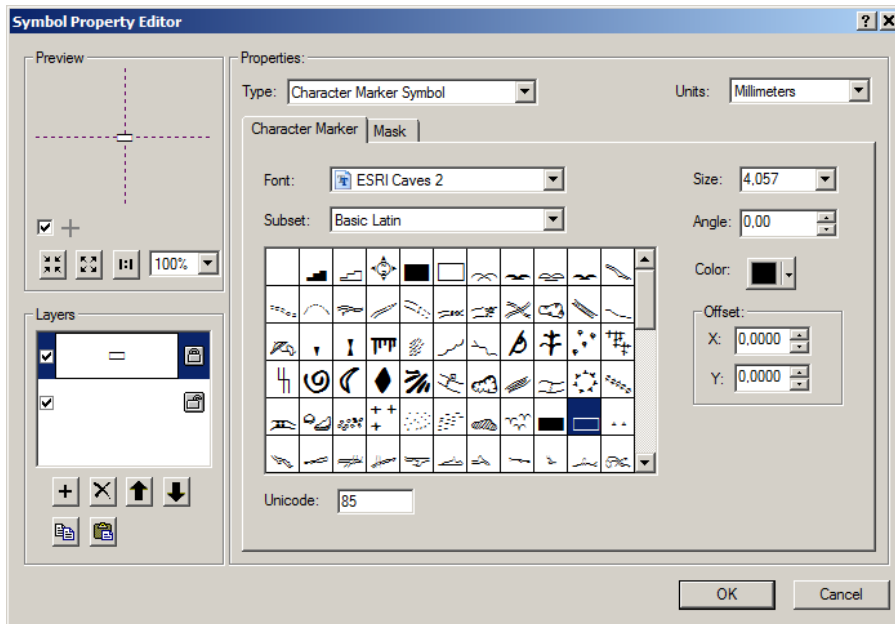 Symbol Property Editor
Preview
100%
Layers
Properties:
Type: Character Marker Symbol
Units: Millimeters
Character Marker
Mask
Font: ESRI Caves 2
Size: 4,057
Subset: Basic Latin
Angle: 0,00
Color:
Offset:
X: 0,0000
Y: 0,0000
Unicode: 85
OK
Cancel